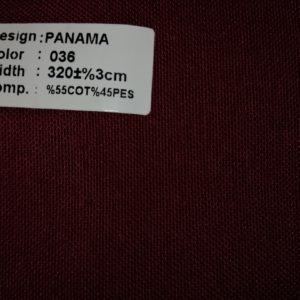 esign:PANAMA
olor : 036
idth : 320±%3cm
omp. : %55COT%45PES